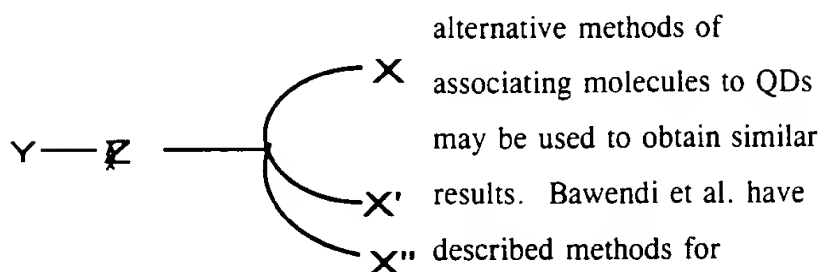 alternative methods of
X
associating molecules to QDs
may be used to obtain similar
Y
X'
results. Bawendi et al. have
X"
described methods for